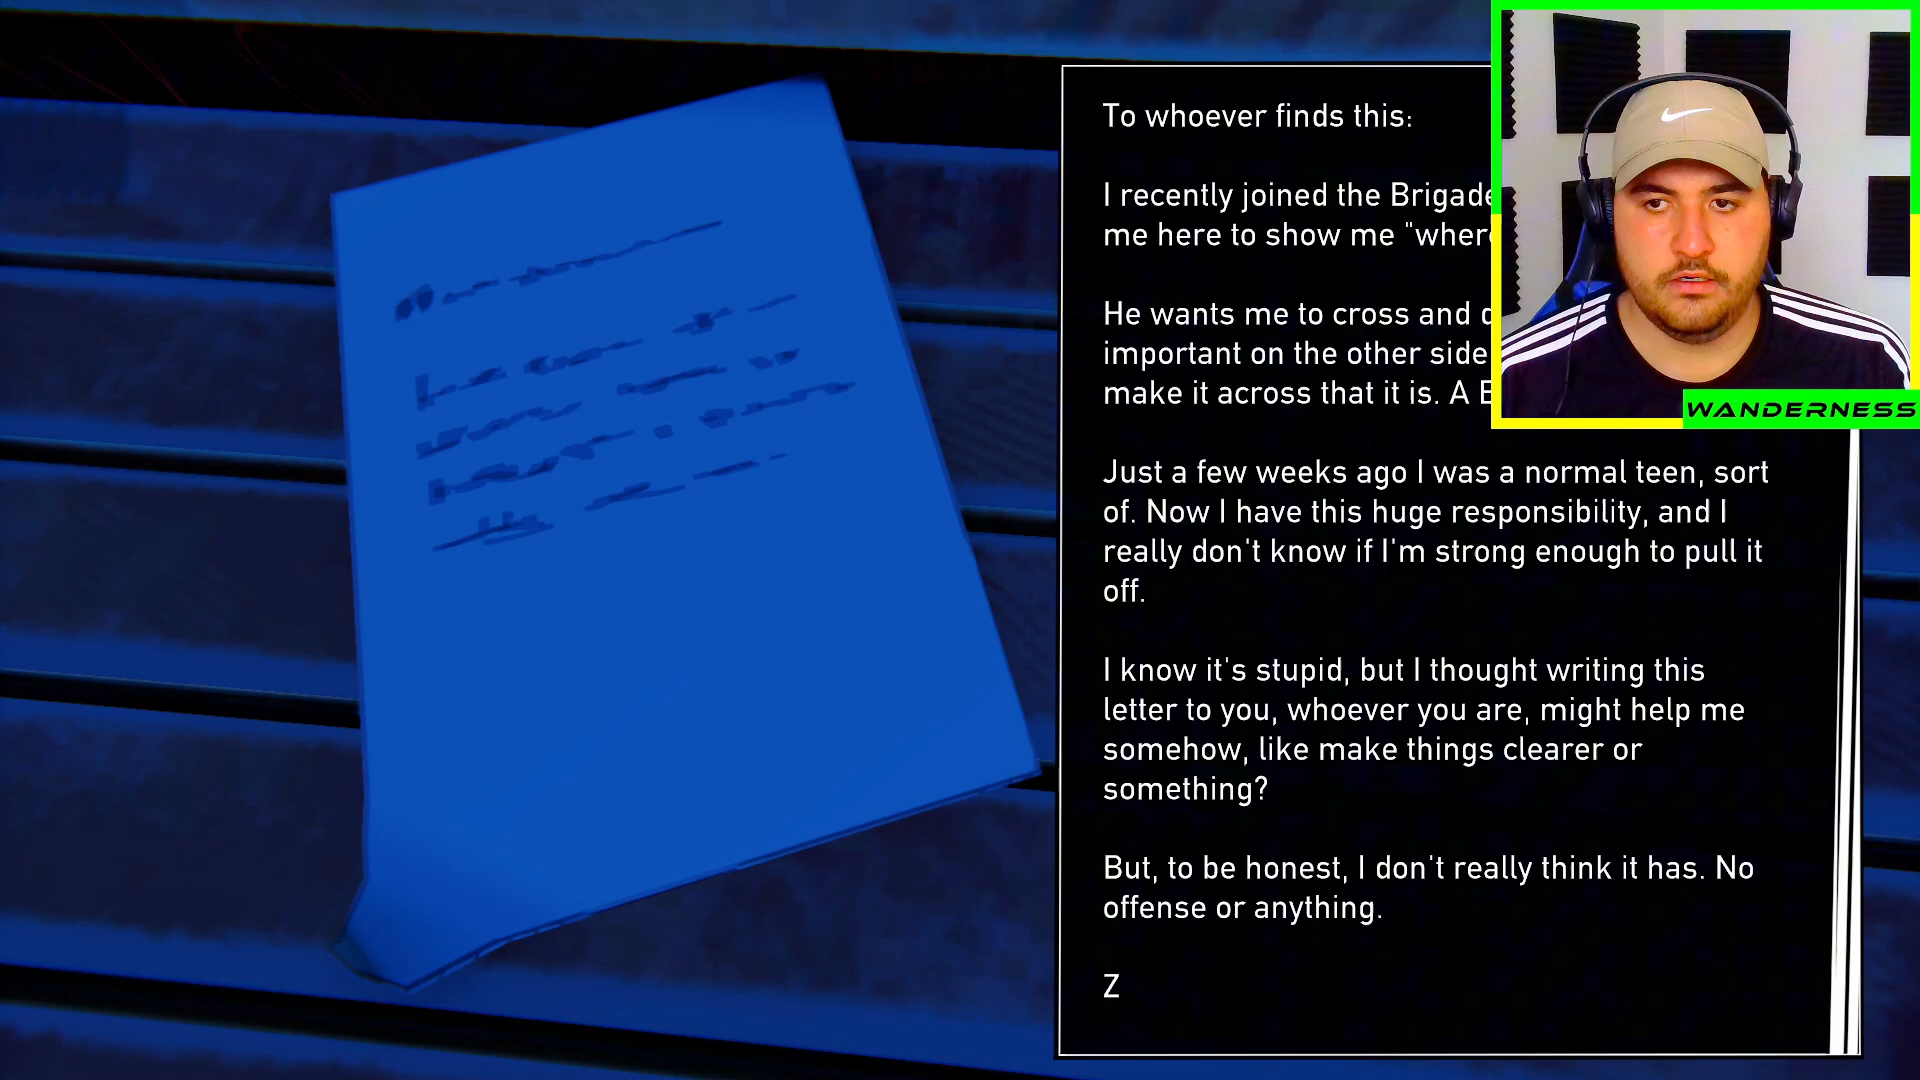 To whoever finds this:
I recently joined the Brigade
me here to show me "where
He wants me to cross and
important on the other side
make it across that it is. A
Just a few weeks ago I was a normal teen, sort
of. Now I have this huge responsibility, and I
really don't know if I'm strong enough to pull it
off.
I know it's stupid, but I thought writing this
letter to you, whoever you are, might help me
somehow, like make things clearer or
something?
But, to be honest, I don't really think it has. No
offense or anything.
Z
WANDERNESS